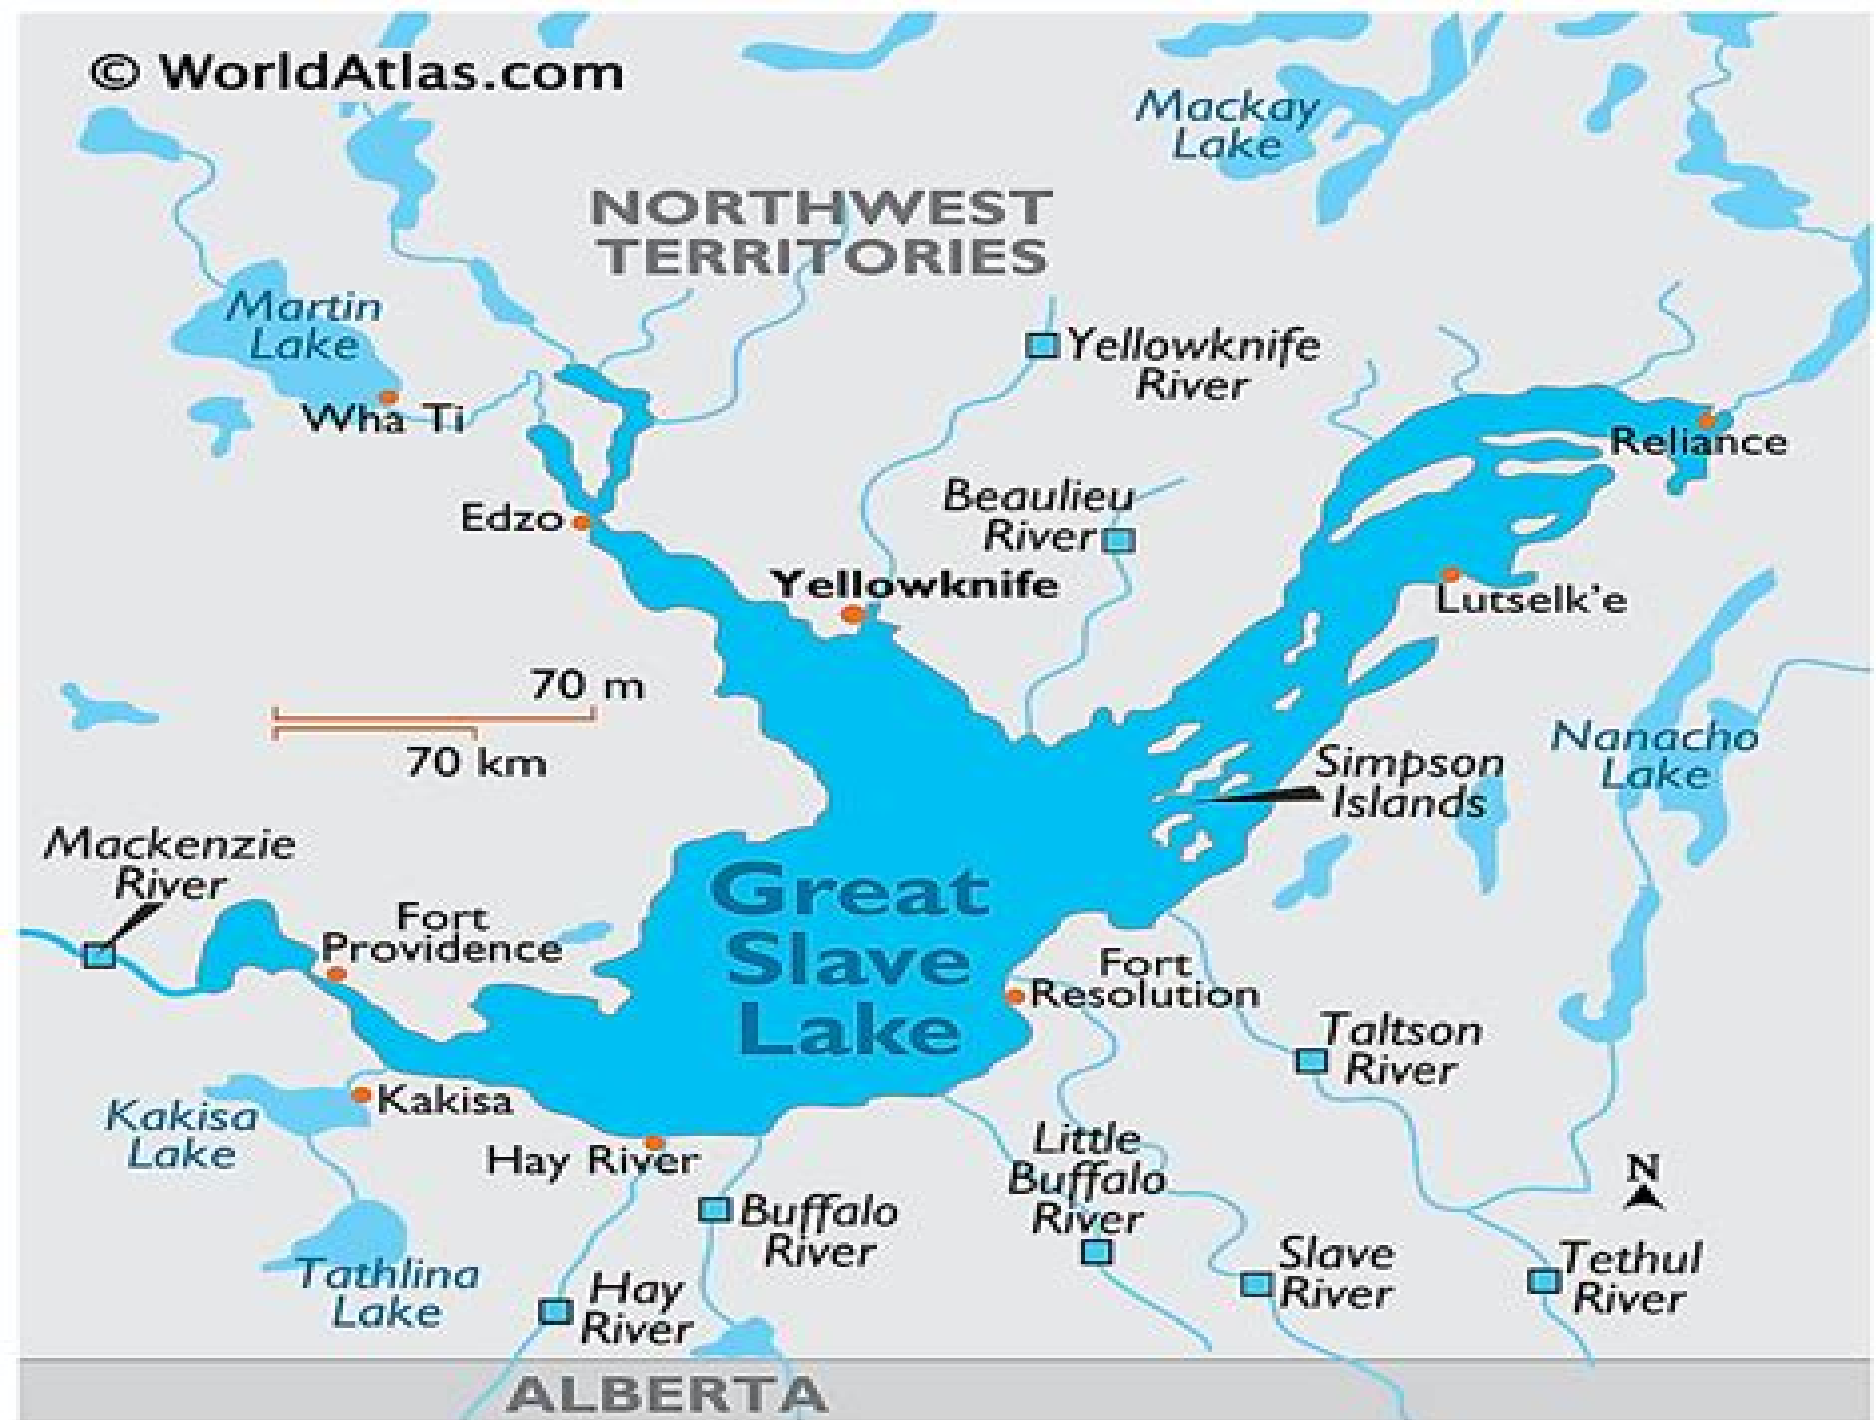 © WorldAtlas.com
Mackay
Lake
NORTHWEST
TERRITORIES
Martin
Lake
Yellowknife
River
Wha Ti
Reliance
Beaulieu
River
Edzo
Yellowknife
Lutselk'e
70 m
70 km
Nanacho
Lake
Simpson
Islands
Mackenzie
River
Great
Slave
Lake
Fort
Providence
Fort
Resolution
Taltson
River
Kakisa
Kakisa
Lake
Hay River
Little
Buffalo
River
N
Buffalo
River
Slave
River
Tethul
River
Tathlina
Lake
Hay
River
ALBERTA